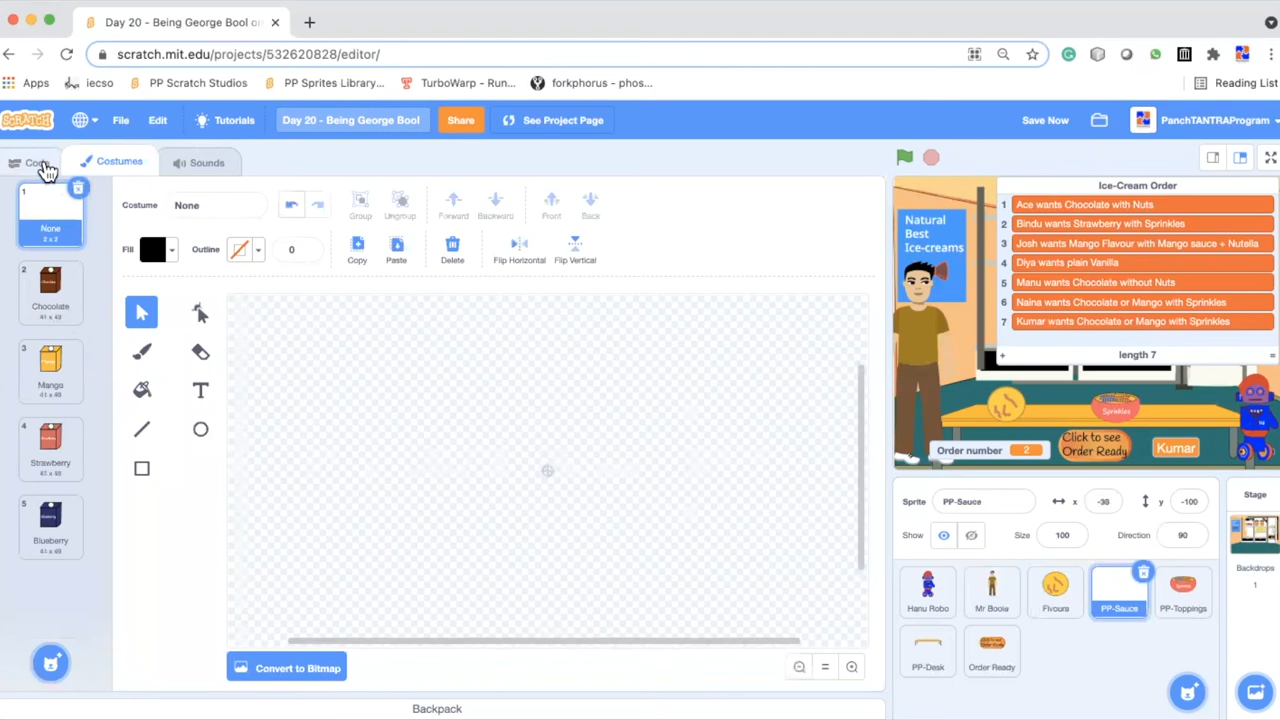 Day 20 - Being George Bool on
scratch.mit.edu/projects/532620828/editor/
Apps
iecso
PP Scratch Studios
PP Sprites Library...
TurboWarp - Run...
forkphorus - phos...
Reading List
SCRATCH
File
Edit
Tutorials
Day 20 - Being George Bool
Share
See Project Page
Save Now
PanchTANTRAProgram
Costumes
Sounds
1
None
2 x 2
2
Chocolate
3
Mango
4
Strawberry
5
Blueberry
Costume
None
Group
Ungroup
Forward
Backward
Front
Back
Fill
Outline
0
Copy
Paste
Delete
Flip Horizontal
Flip Vertical
T
Convert to Bitmap
Backpack
Natural
Best
Ice-creams
Ice-Cream Order
1 Ace wants Chocolate with Nuts
2 Bindu wants Strawberry with Sprinkles
3 Josh wants Mango Flavour with Mango sauce + Nutella
4 Diya wants plain Vanilla
5 Manu wants Chocolate without Nuts
6 Naina wants Chocolate or Mango with Sprinkles
7 Kumar wants Chocolate or Mango with Sprinkles
+ length 7 =
Sprinkles
Order number 2
Click to see
Order Ready
Kumar
Sprite
PP-Sauce
x
-38
y
-100
Show
Size
100
Direction
90
Hanu Robo
Mr Boole
Flvours
PP-Sauce
PP-Toppings
PP-Desk
Order Ready
Stage
Backdrops
1